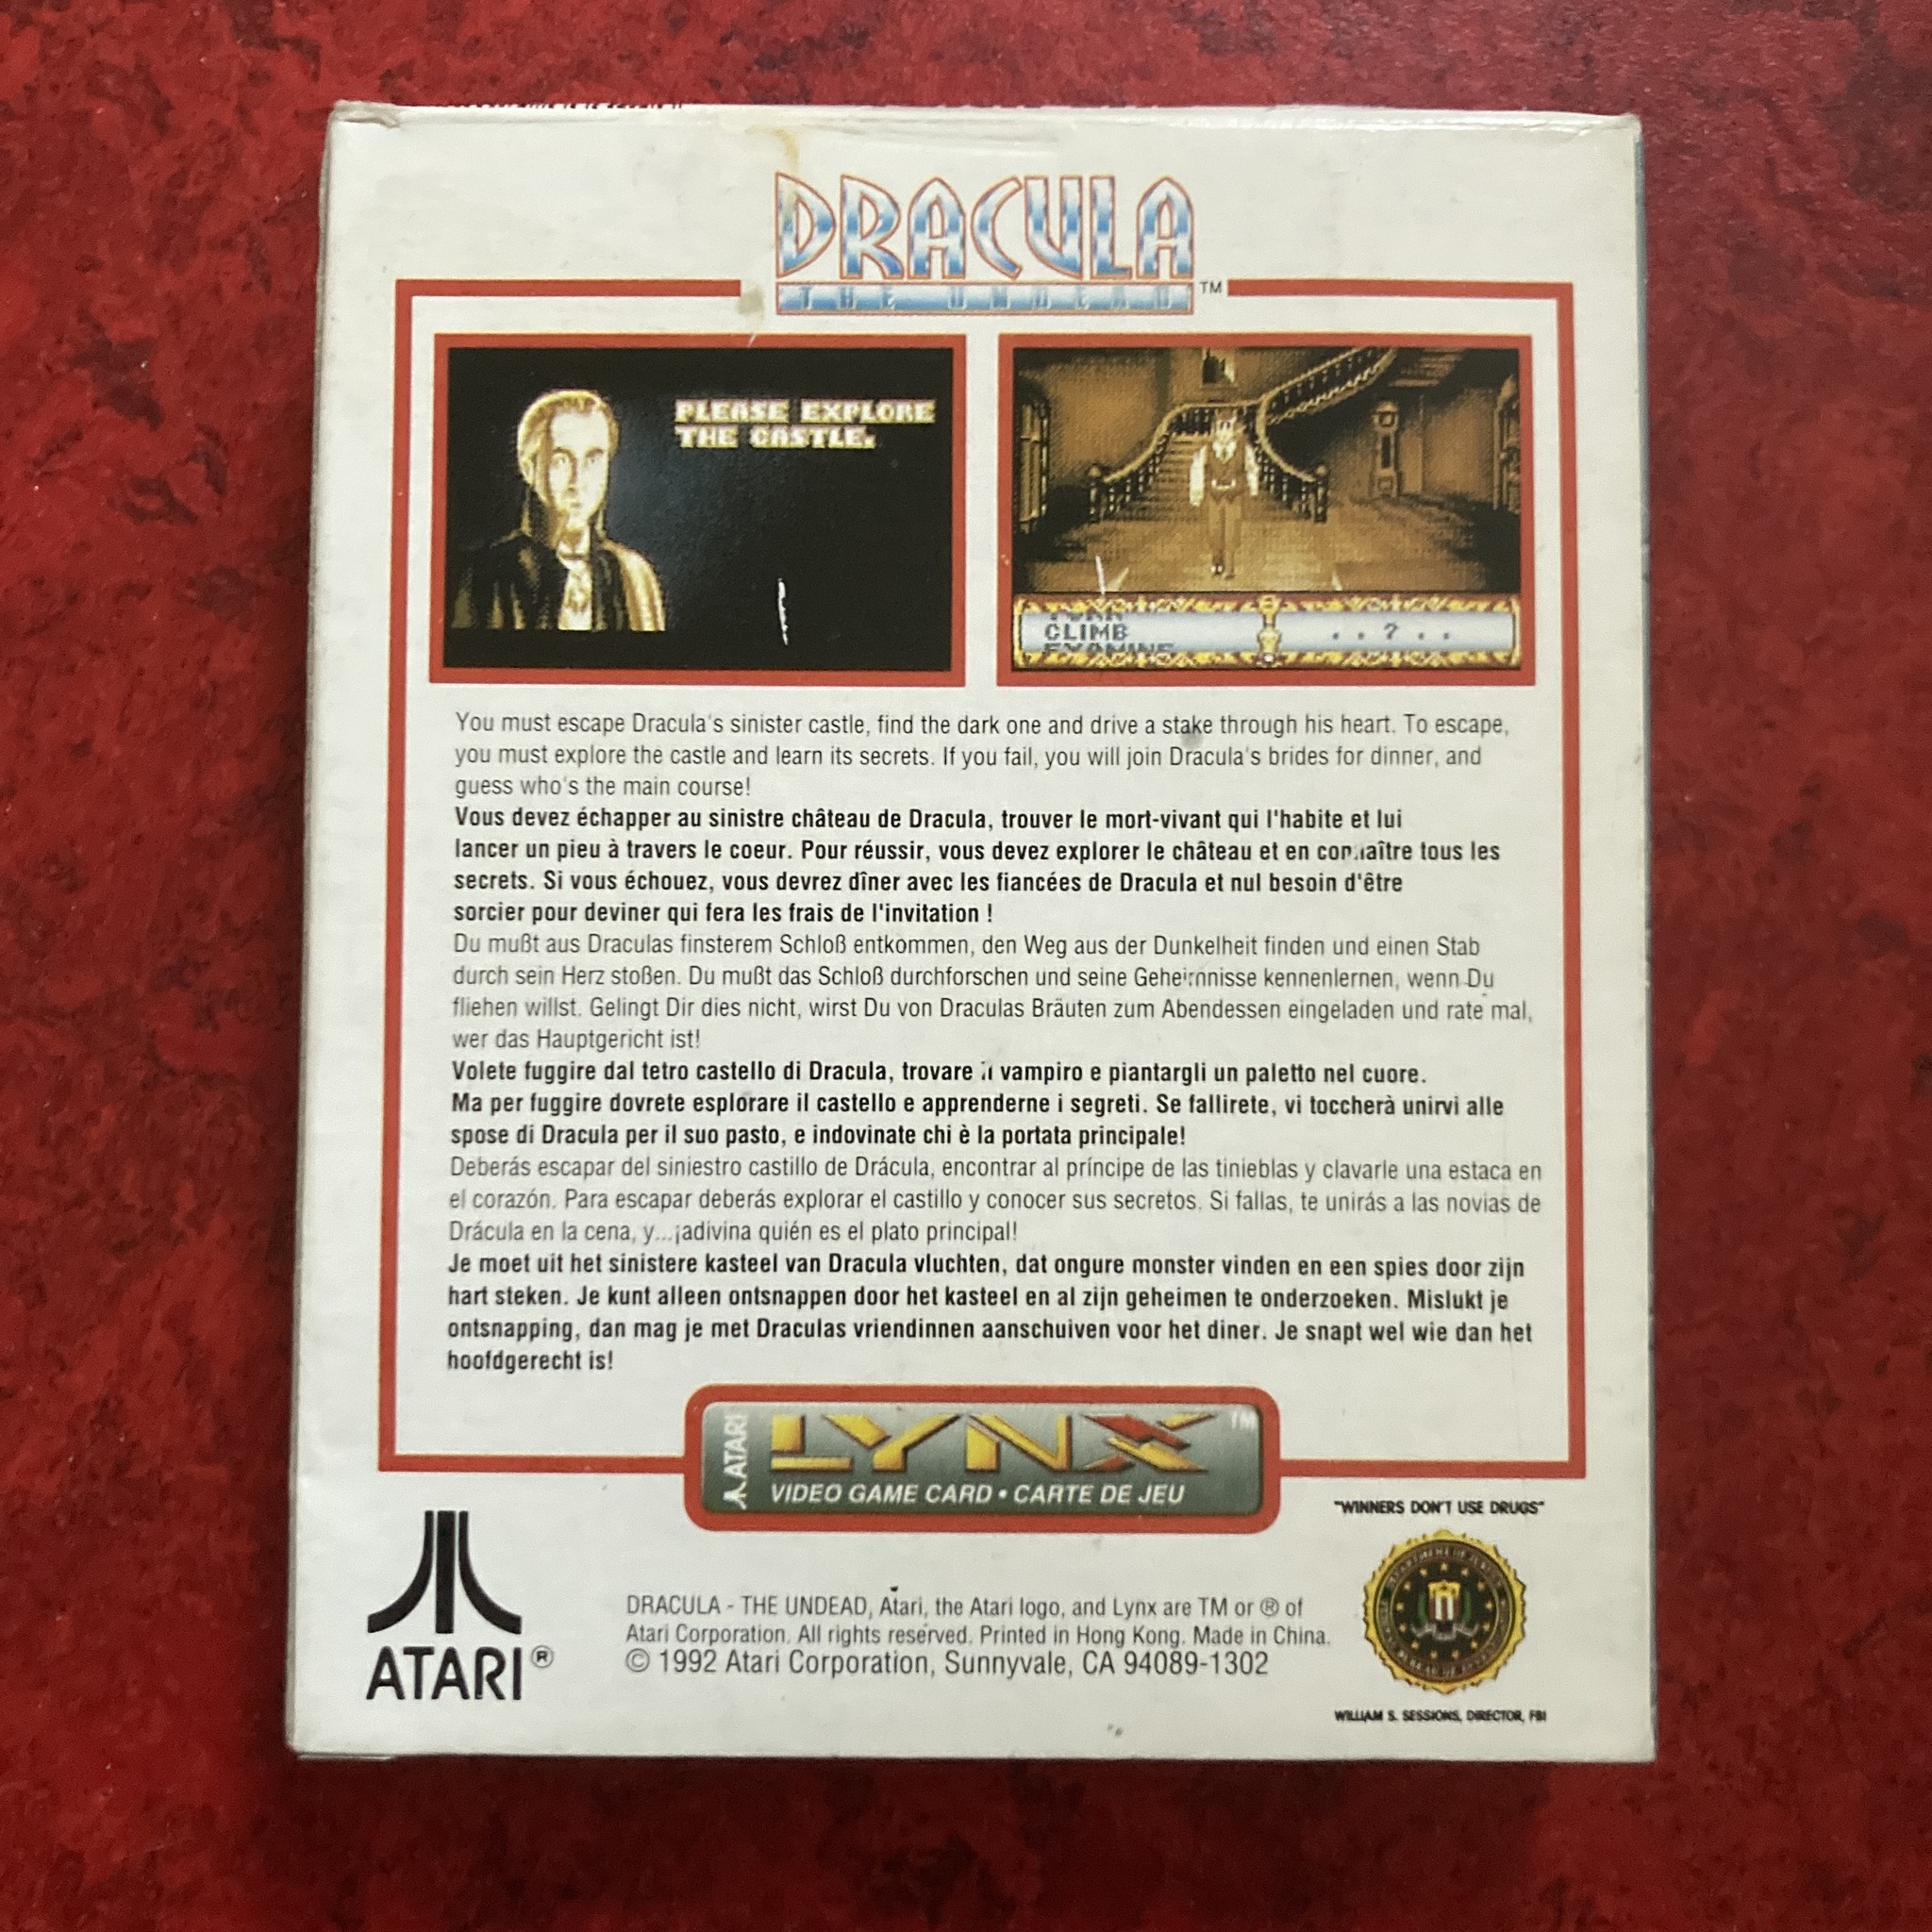 DRACULA
THE UNDEAD™
PLEASE EXPLORE
THE CASTLE.
TURN
CLIMB
EXAMINE
. . ? . .
You must escape Dracula's sinister castle, find the dark one and drive a stake through his heart. To escape,
you must explore the castle and learn its secrets. If you fail, you will join Dracula's brides for dinner, and
guess who's the main course!
Vous devez échapper au sinistre château de Dracula, trouver le mort-vivant qui l'habite et lui
lancer un pieu à travers le coeur. Pour réussir, vous devez explorer le château et en connaître tous les
secrets. Si vous échouez, vous devrez dîner avec les fiancées de Dracula et nul besoin d'être
sorcier pour deviner qui fera les frais de l'invitation !
Du mußt aus Draculas finsterem Schloß entkommen, den Weg aus der Dunkelheit finden und einen Stab
durch sein Herz stoßen. Du mußt das Schloß durchforschen und seine Geheimnisse kennenlernen, wenn Du
fliehen willst. Gelingt Dir dies nicht, wirst Du von Draculas Bräuten zum Abendessen eingeladen und rate mal,
wer das Hauptgericht ist!
Volete fuggire dal tetro castello di Dracula, trovare il vampiro e piantargli un paletto nel cuore.
Ma per fuggire dovrete esplorare il castello e apprenderne i segreti. Se fallirete, vi toccherà unirvi alle
spose di Dracula per il suo pasto, e indovinate chi è la portata principale!
Deberás escapar del siniestro castillo de Drácula, encontrar al príncipe de las tinieblas y clavarle una estaca en
el corazón. Para escapar deberás explorar el castillo y conocer sus secretos. Si fallas, te unirás a las novias de
Drácula en la cena, y...¡adivina quién es el plato principal!
Je moet uit het sinistere kasteel van Dracula vluchten, dat ongure monster vinden en een spies door zijn
hart steken. Je kunt alleen ontsnappen door het kasteel en al zijn geheimen te onderzoeken. Mislukt je
ontsnapping, dan mag je met Draculas vriendinnen aanschuiven voor het diner. Je snapt wel wie dan het
hoofdgerecht is!
ATARI
LYNX™
VIDEO GAME CARD • CARTE DE JEU
ATARI®
DRACULA - THE UNDEAD, Atari, the Atari logo, and Lynx are TM or ® of
Atari Corporation. All rights reserved. Printed in Hong Kong. Made in China.
© 1992 Atari Corporation, Sunnyvale, CA 94089-1302
"WINNERS DON'T USE DRUGS"
WILLIAM S. SESSIONS, DIRECTOR, FBI